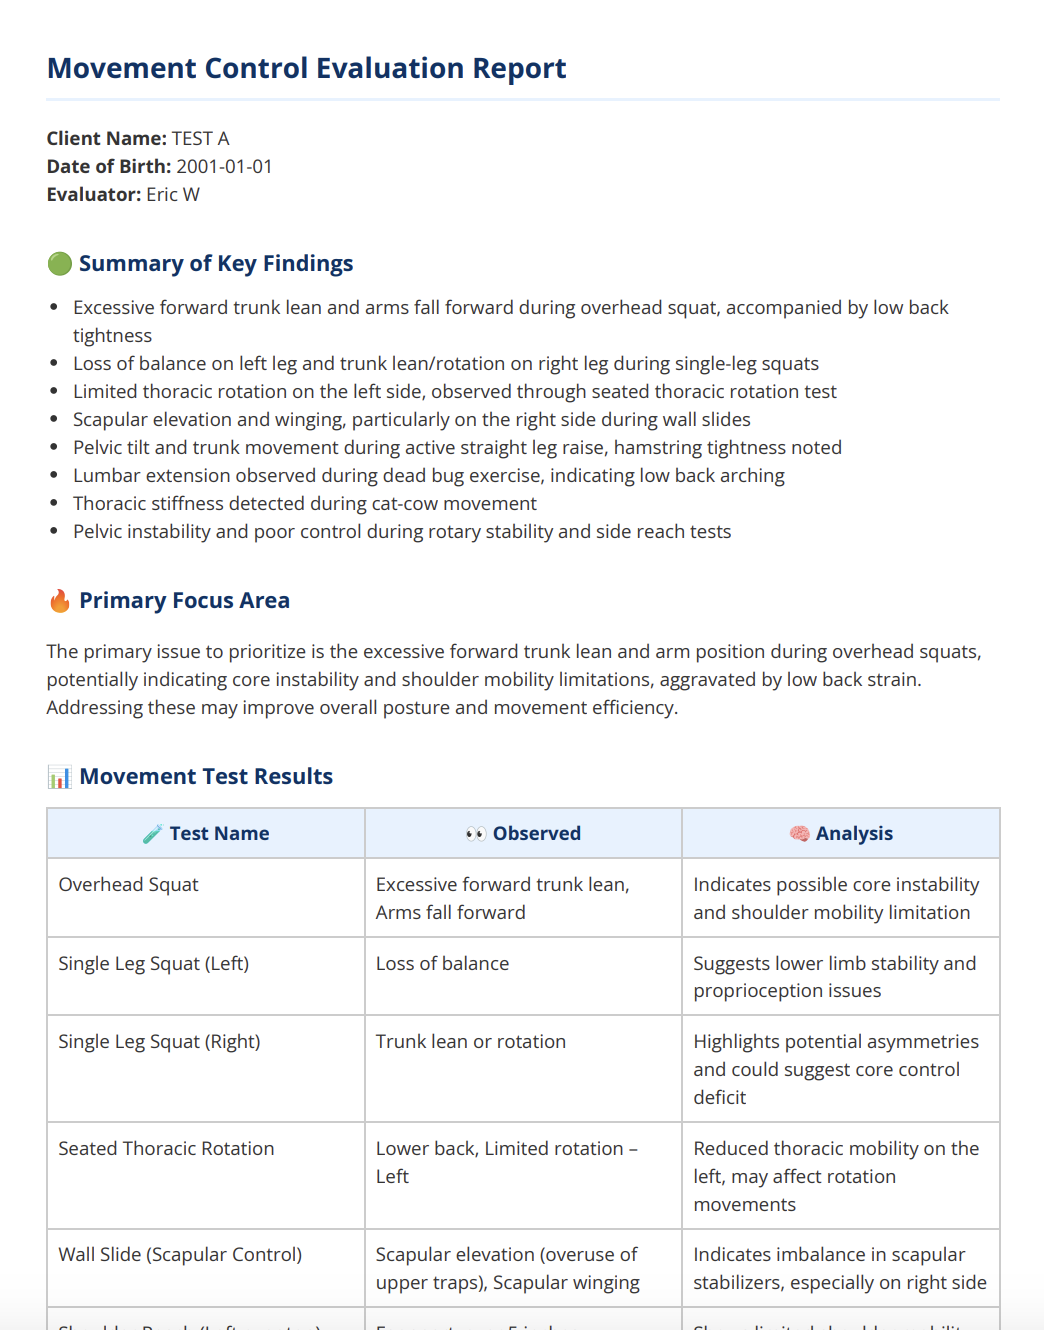 Movement Control Evaluation Report
Client Name: TEST A
Date of Birth: 2001-01-01
Evaluator: Eric W
Summary of Key Findings
• Excessive forward trunk lean and arms fall forward during overhead squat, accompanied by low back
tightness
• Loss of balance on left leg and trunk lean/rotation on right leg during single-leg squats
• Limited thoracic rotation on the left side, observed through seated thoracic rotation test
• Scapular elevation and winging, particularly on the right side during wall slides
• Pelvic tilt and trunk movement during active straight leg raise, hamstring tightness noted
• Lumbar extension observed during dead bug exercise, indicating low back arching
• Thoracic stiffness detected during cat-cow movement
• Pelvic instability and poor control during rotary stability and side reach tests
Primary Focus Area
The primary issue to prioritize is the excessive forward trunk lean and arm position during overhead squats,
potentially indicating core instability and shoulder mobility limitations, aggravated by low back strain.
Addressing these may improve overall posture and movement efficiency.
Movement Test Results
Test Name
Observed
Analysis
Overhead Squat
Excessive forward trunk lean,
Arms fall forward
Indicates possible core instability
and shoulder mobility limitation
Single Leg Squat (Left)
Loss of balance
Suggests lower limb stability and
proprioception issues
Single Leg Squat (Right)
Trunk lean or rotation
Highlights potential asymmetries
and could suggest core control
deficit
Seated Thoracic Rotation
Lower back, Limited rotation –
Left
Reduced thoracic mobility on the
left, may affect rotation
movements
Wall Slide (Scapular Control)
Scapular elevation (overuse of
upper traps), Scapular winging
Indicates imbalance in scapular
stabilizers, especially on right side